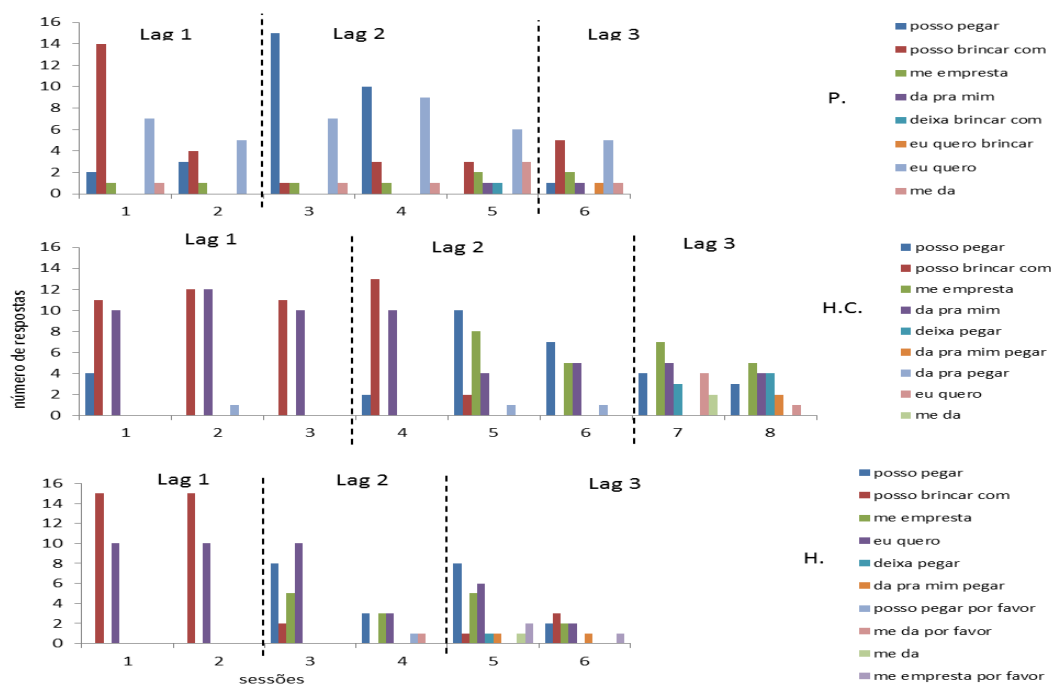 16
14
12
10
8
6
4
2
0
Lag 1
Lag 2
Lag 3
1
2
3
4
5
6
P.
posso pegar
posso brincar com
me empresta
da pra mim
deixa brincar com
eu quero brincar
eu quero
me da
número de respostas
16
14
12
10
8
6
4
2
0
Lag 1
Lag 2
Lag 3
1
2
3
4
5
6
7
8
H.C.
posso pegar
posso brincar com
me empresta
da pra mim
deixa pegar
da pra mim pegar
da pra pegar
eu quero
me da
16
14
12
10
8
6
4
2
0
Lag 1
Lag 2
Lag 3
1
2
3
4
5
6
sessões
H.
posso pegar
posso brincar com
me empresta
eu quero
deixa pegar
da pra mim pegar
posso pegar por favor
me da por favor
me da
me empresta por favor